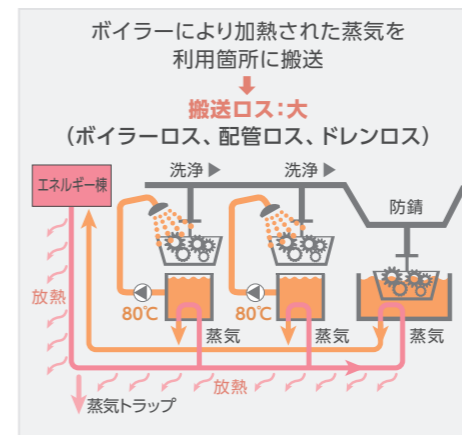 ボイラーにより加熱された蒸気を
利用箇所に搬送
搬送ロス:大
(ボイラーロス、配管ロス、ドレンロス)
エネルギー棟
洗浄▶
洗浄▶
防錆
放熱
80℃
80℃
蒸気
蒸気
蒸気
放熱
蒸気トラップ